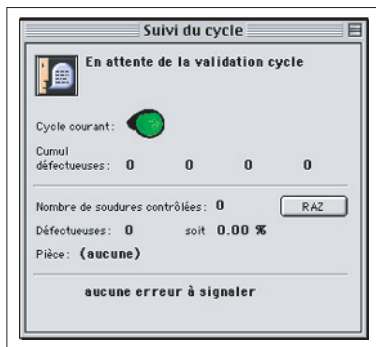 Suivi du cycle
En attente de la validation cycle
Cycle courant:
Cumul
défectueuses: 0 0 0 0
Nombre de soudures contrôlées: 0 RAZ
Défectueuses: 0 soit 0.00 %
Pièce: (aucune)
aucune erreur à signaler